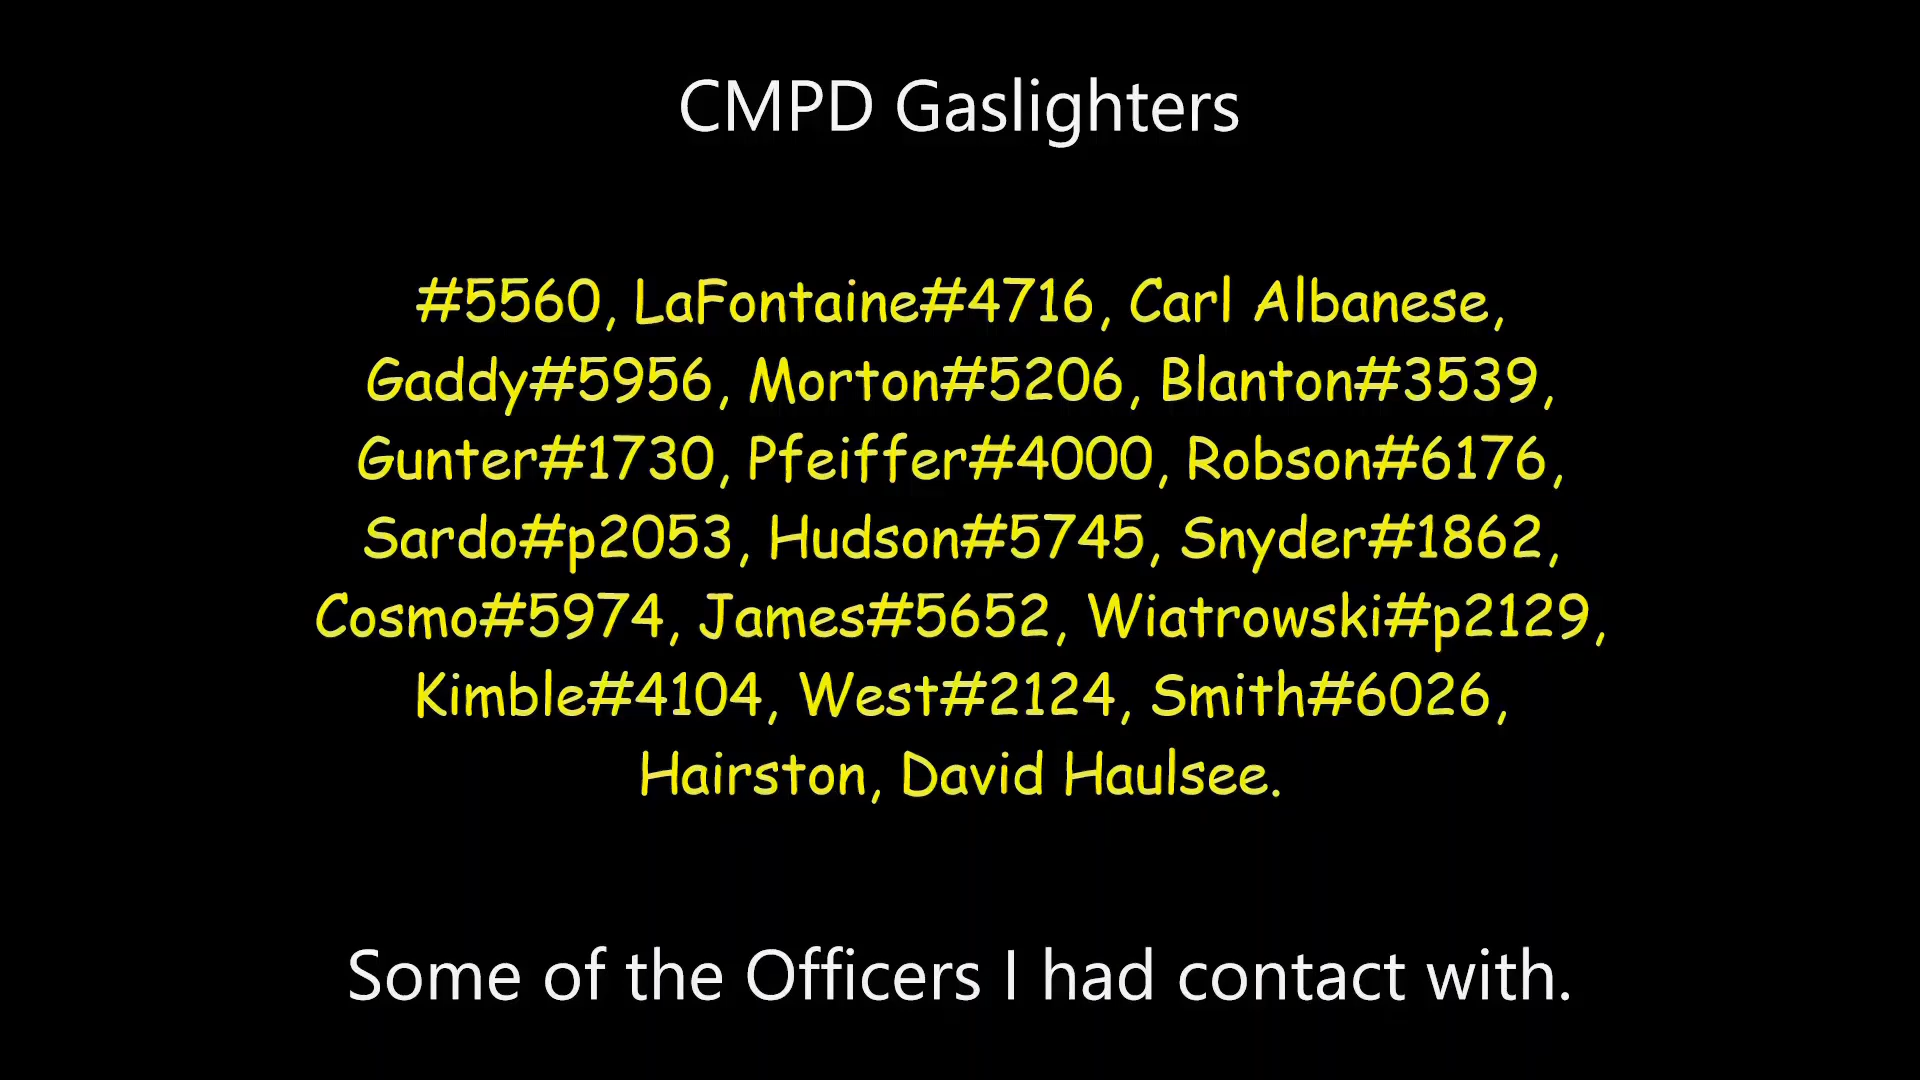 CMPD Gaslighters
#5560, LaFontaine#4716, Carl Albanese,
Gaddy#5956, Morton#5206, Blanton#3539,
Gunter#1730, Pfeiffer#4000, Robson#6176,
Sardo#p2053, Hudson#5745, Snyder#1862,
Cosmo#5974, James#5652, Wiatrowski#p2129,
Kimble#4104, West#2124, Smith#6026,
Hairston, David Haulsee.
Some of the Officers I had contact with.